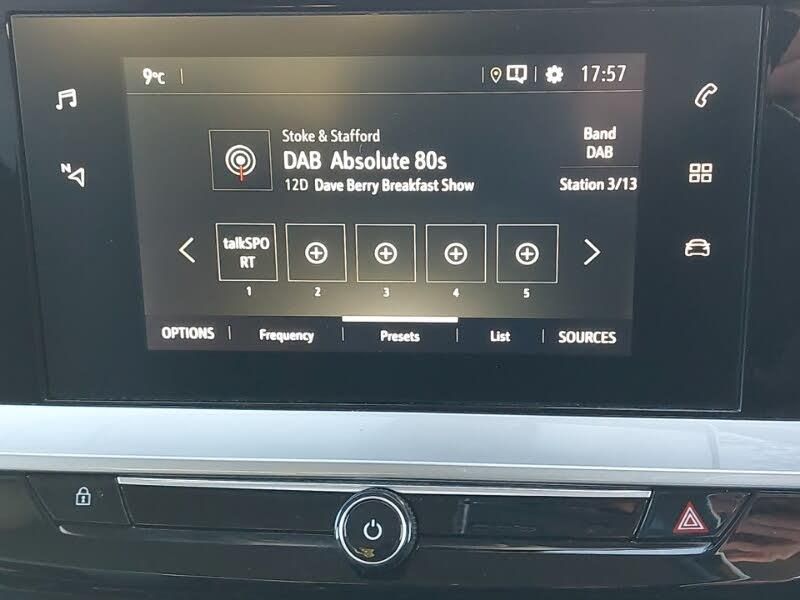 9°C
17:57
Stoke & Stafford
DAB Absolute 80s
12D Dave Berry Breakfast Show
Band
DAB
Station 3/13
N
talkSPO
RT
1 2 3 4 5
OPTIONS Frequency Presets List SOURCES